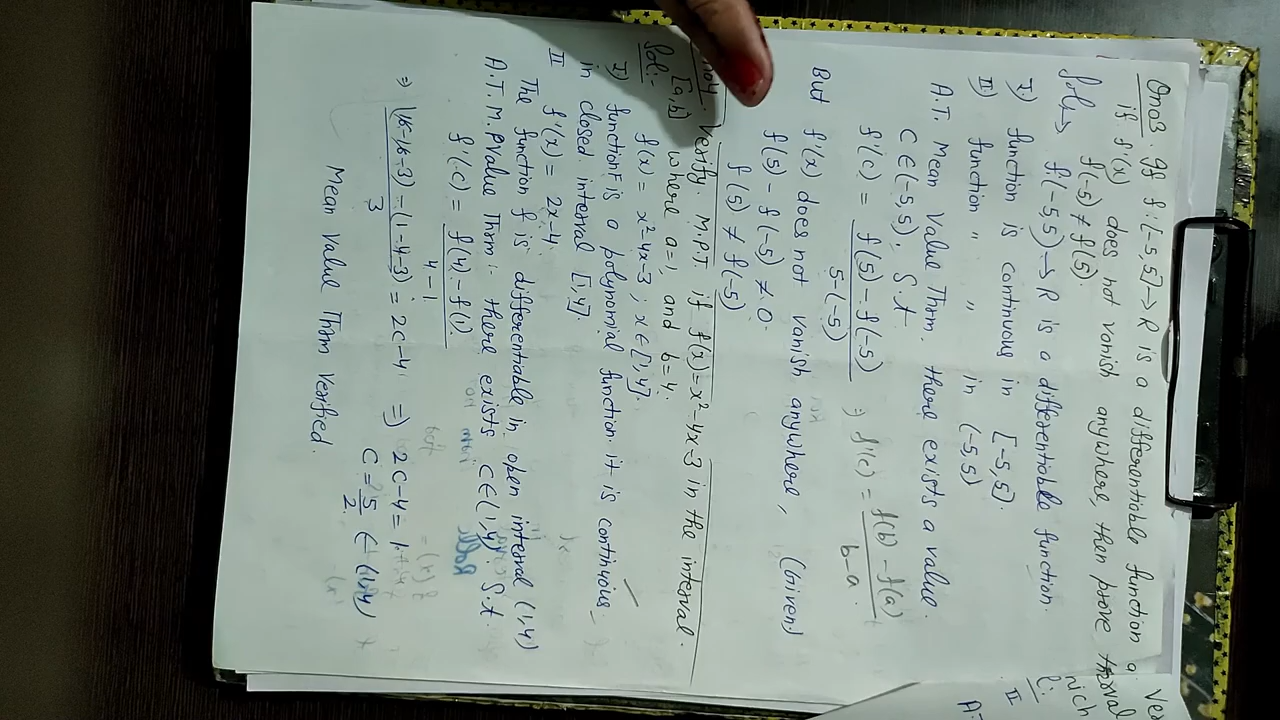 Qno3. If f:[-5,5]→R is a differentiable function a
if f'(x) does not vanish anywhere, then prove
f(-5) ≠ f(5).
Sol→ f(-5,5)→R is a differentiable function.
I) function is continuous in [-5,5].
II) function " " in (-5,5)
A.T. Mean Value Thm. there exists a value
C ∈ (-5,5). S.t
f'(c) = f(5) - f(-5) / 5-(-5) ⇒ f'(c) = f(b) - f(a) / b-a.
But f'(x) does not vanish anywhere, (Given)
f(5) - f(-5) ≠ 0.
f(5) ≠ f(-5)
no4. Verify M.P.T. if f(x)=x²-4x-3 in the interval.
[a,b] where a=1 and b=4.
Sol:- f(x) = x²-4x-3 ; x∈[1,4].
I) function F is a polynomial function. it is continuous
in closed interval [1,4].
II f'(x) = 2x-4.
The function f is differentiable in open interval (1,4)
A.T. M.PValue Thm:- there exists C∈(1,4). S.t.
f'(c) = f(4) - f(1) / 4-1
⇒ (16-16-3)-(1-4-3) / 3 = 2c-4 ⇒ 2c-4=1
C = 5/2 ∈ (1,4)
Mean Value Thm Verified.
Ve
nich
II
A.